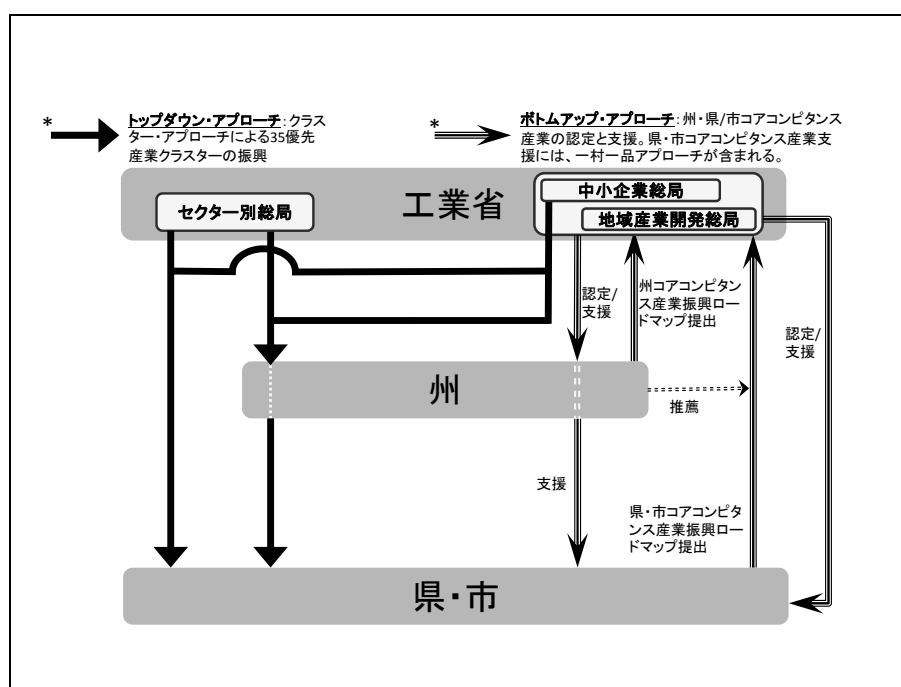 *
トップダウン・アプローチ：クラス
ター・アプローチによる35優先
産業クラスターの振興
*
ボトムアップ・アプローチ：州・県/市コアコンピタンス
産業の認定と支援。県・市コアコンピタンス産業支
援には、一村一品アプローチが含まれる。
工業省
セクター別総局
中小企業総局
地域産業開発総局
認定/
支援
州コアコンピタン
ス産業振興ロー
ドマップ提出
認定/
支援
州
推薦
支援
県・市コアコンピタ
ンス産業振興ロー
ドマップ提出
県・市